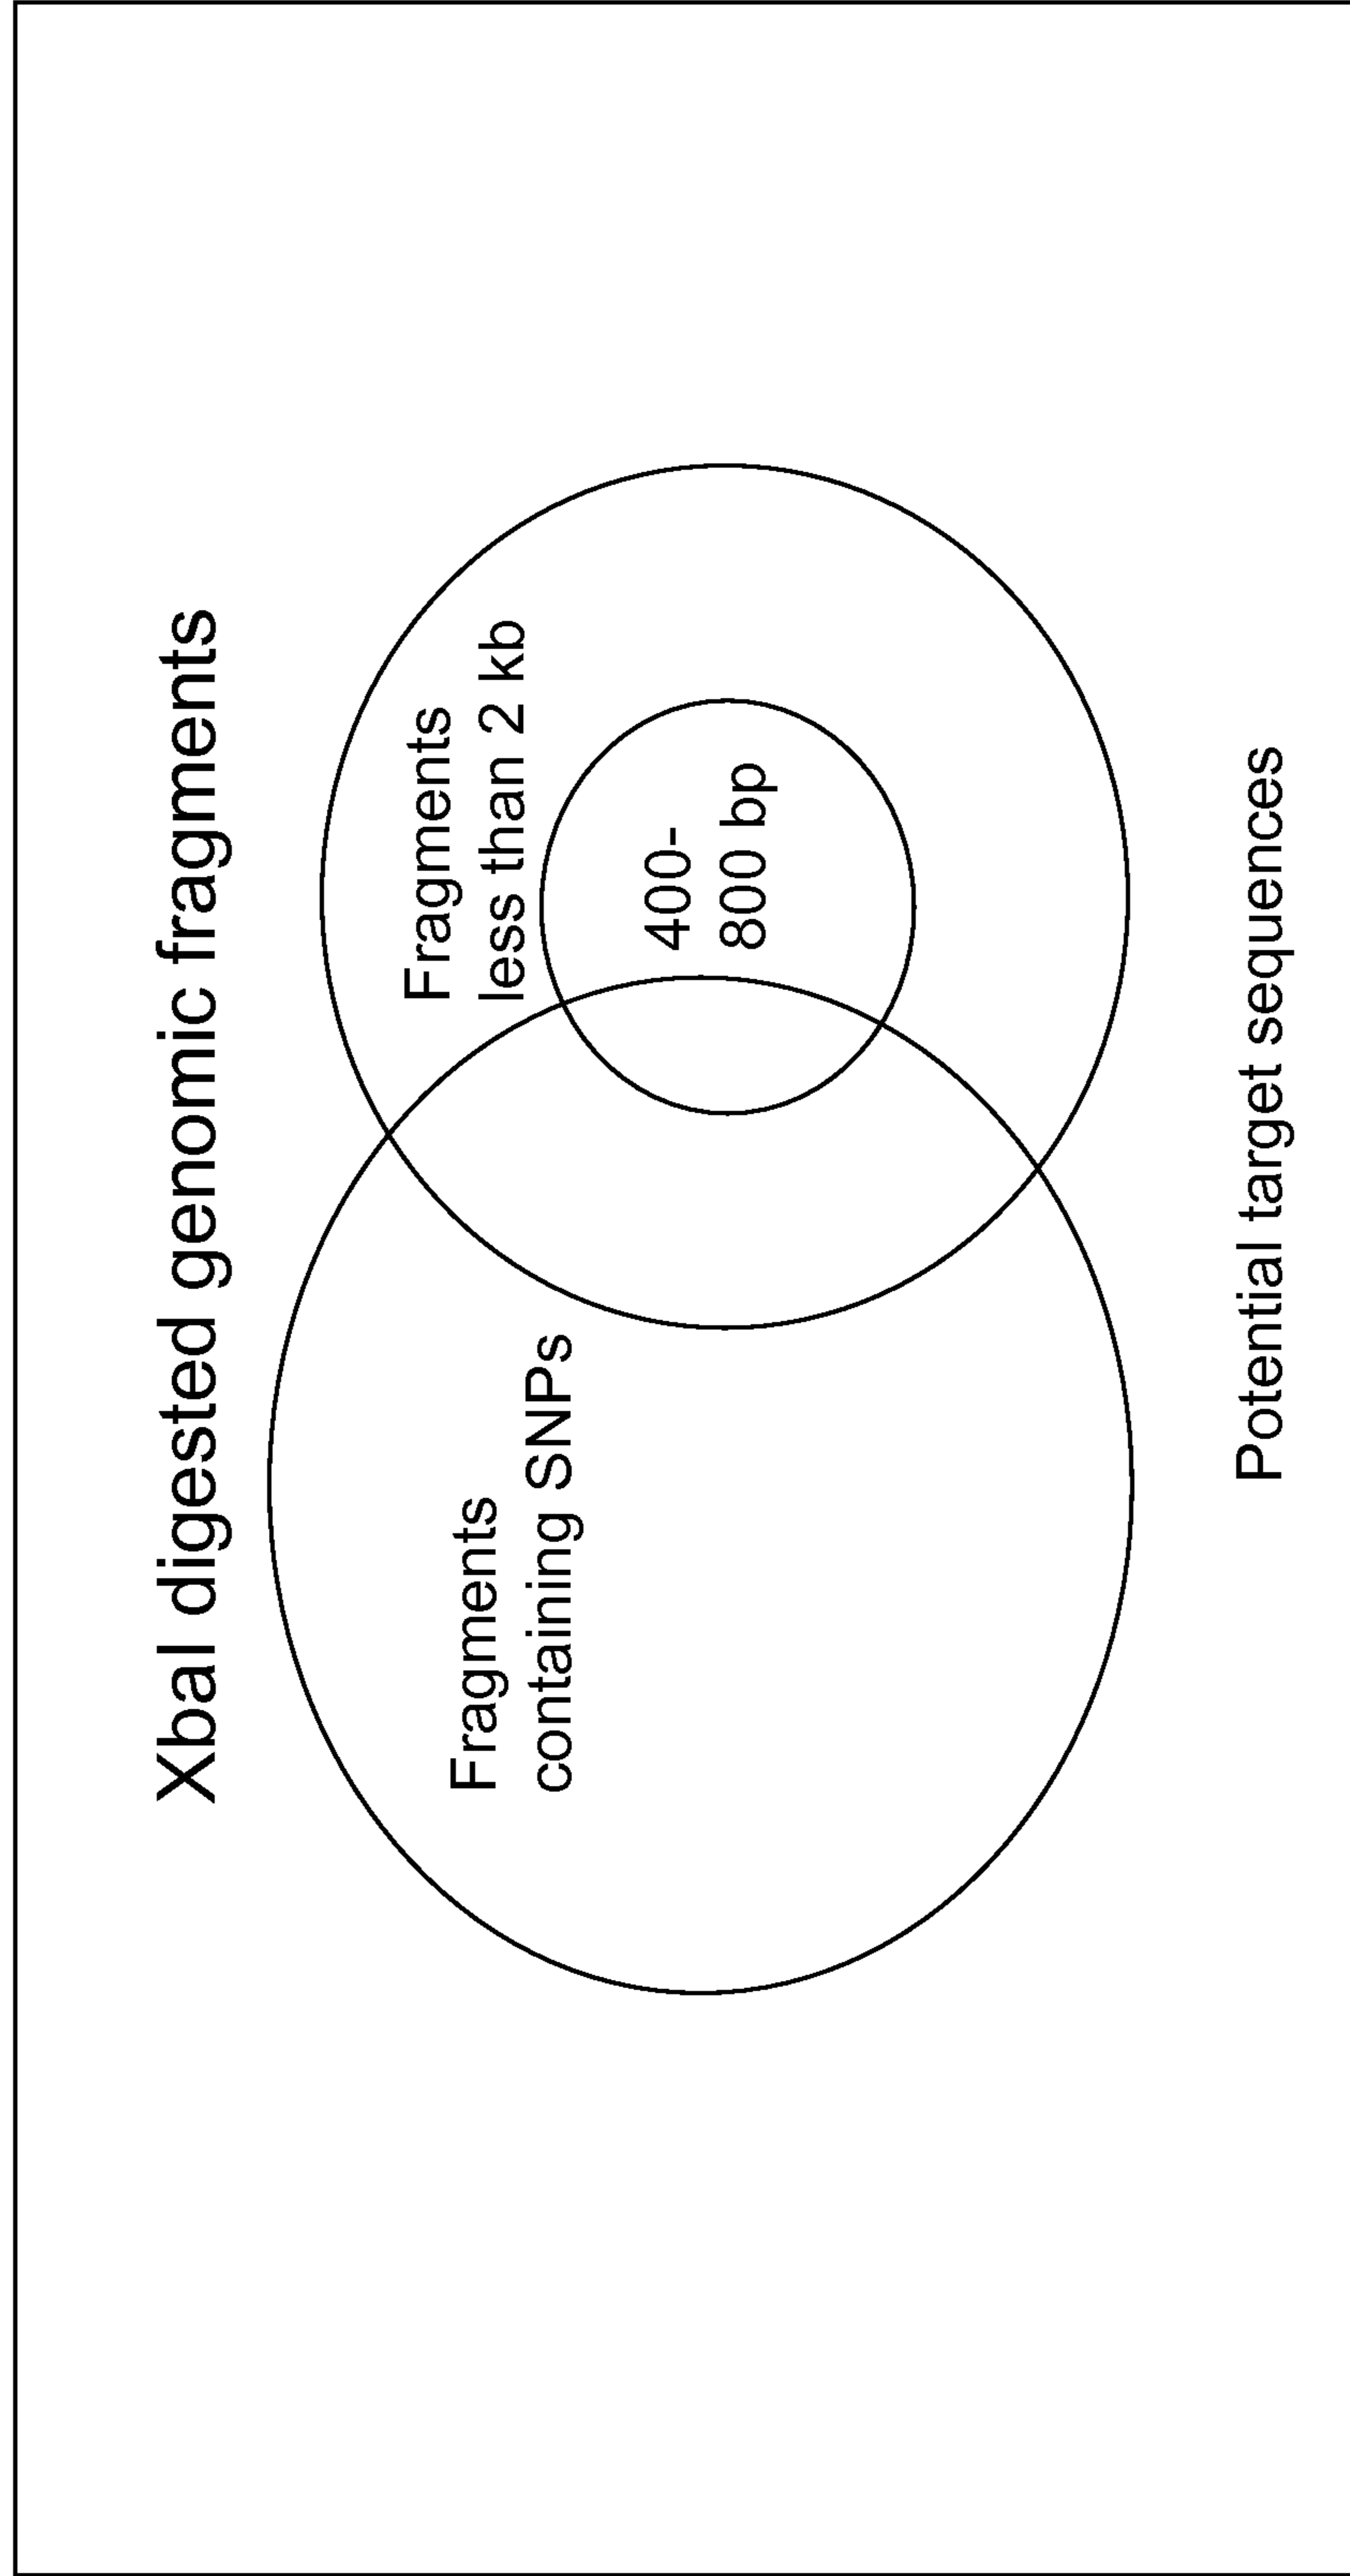 XbaI digested genomic fragments
Fragments
containing SNPs
Fragments
less than 2 kb
400-
800 bp
Potential target sequences